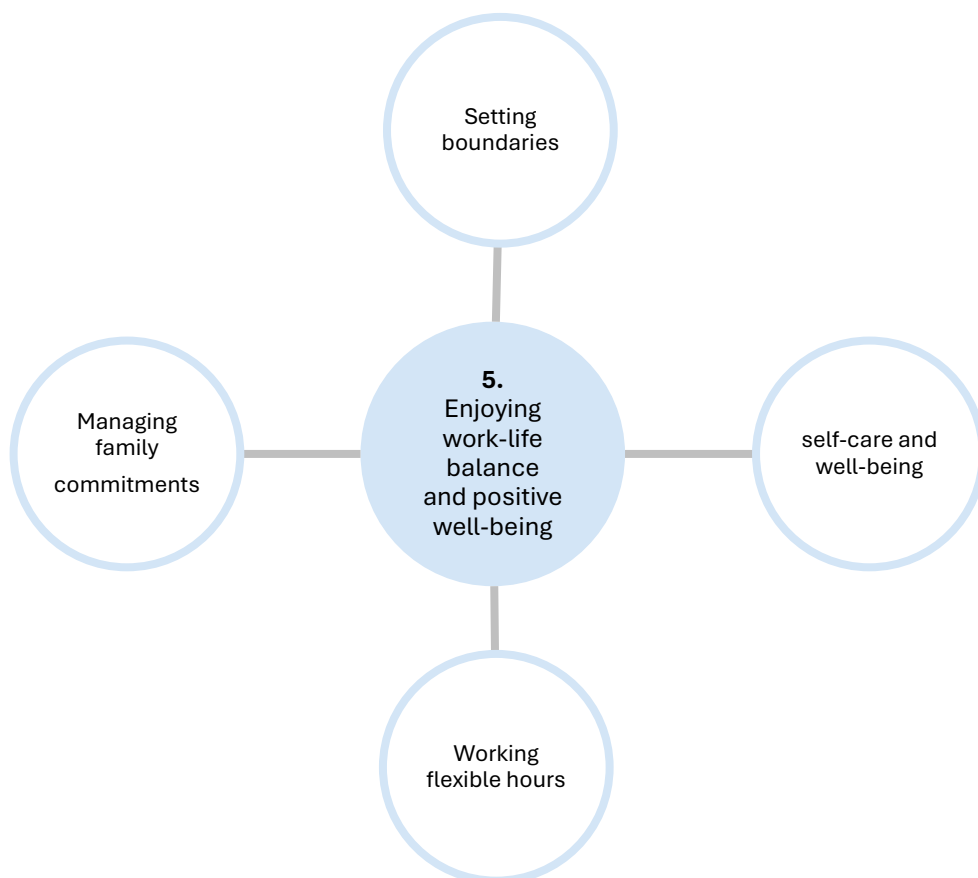 Setting
boundaries
Managing
family
commitments
5.
Enjoying
work-life
balance
and positive
well-being
self-care and
well-being
Working
flexible hours